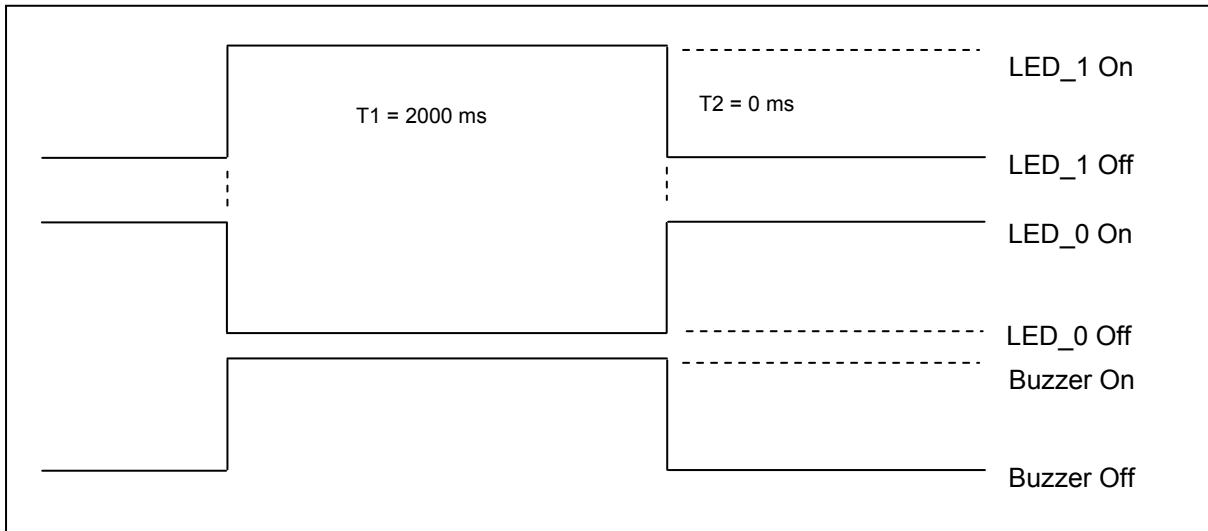 LED_1 On
T1 = 2000 ms
T2 = 0 ms
LED_1 Off
LED_0 On
LED_0 Off
Buzzer On
Buzzer Off